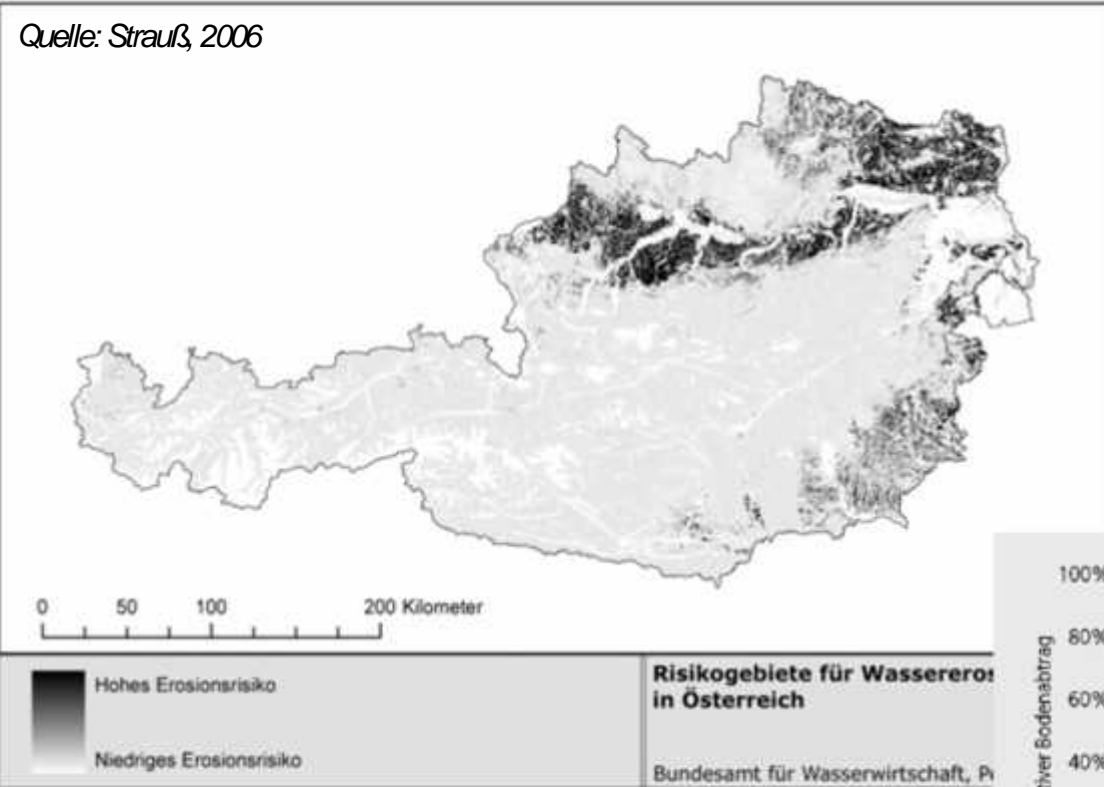 Quelle: Strauß, 2006
0 50 100 200 Kilometer
Hohes Erosionsrisiko
Niedriges Erosionsrisiko
Risikogebiete für Wassereros
in Österreich
Bundesamt für Wasserwirtschaft,
100%
80%
60%
40%
Bodenabtrag